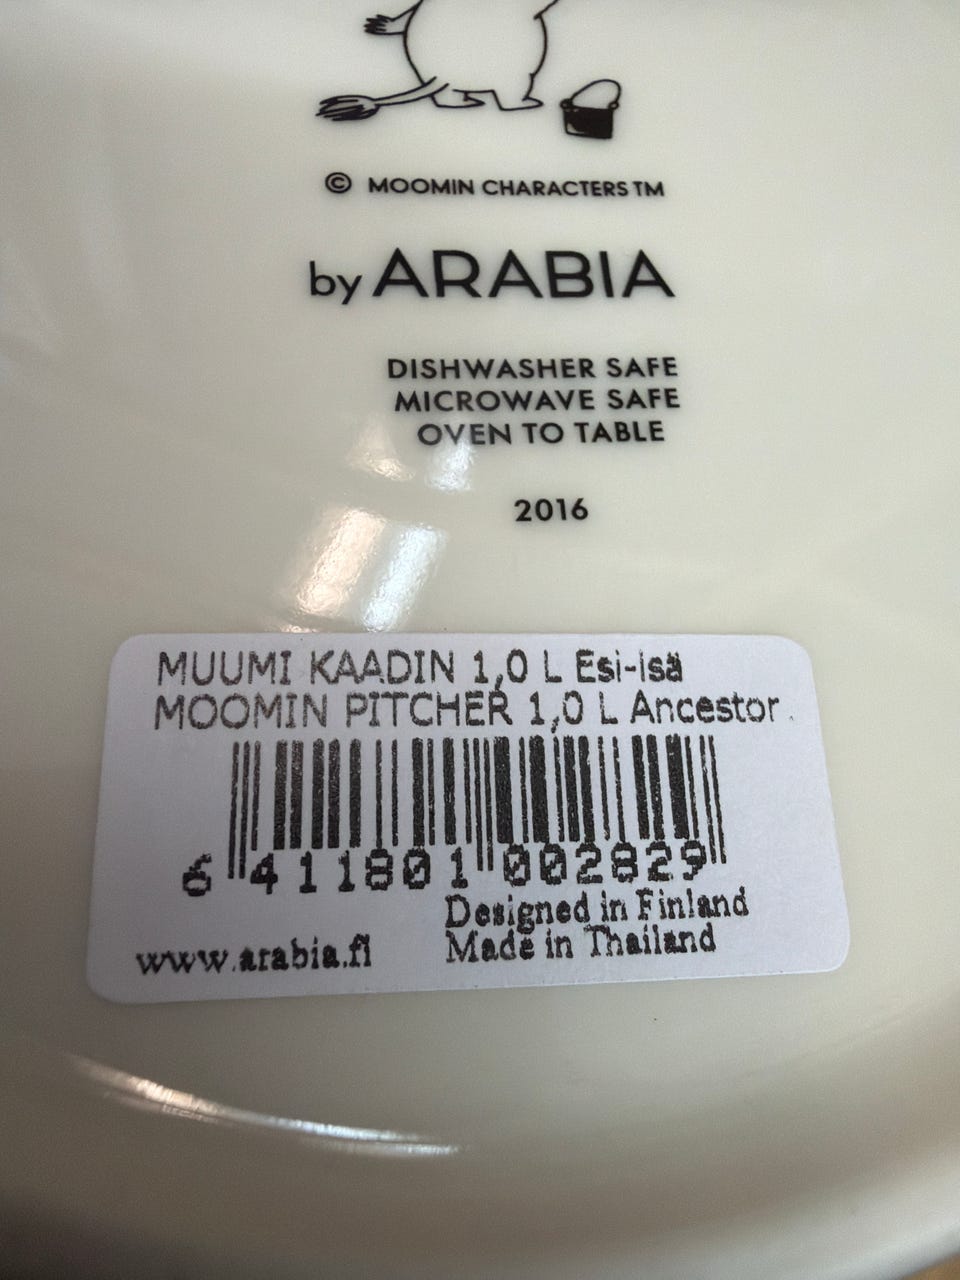 © MOOMIN CHARACTERS TM
by ARABIA
DISHWASHER SAFE
MICROWAVE SAFE
OVEN TO TABLE
2016
MUUMI KAADIN 1,0 L Esi-isä
MOOMIN PITCHER 1,0 L Ancestor
6 411801 002829
Designed in Finland
www.arabia.fi Made in Thailand